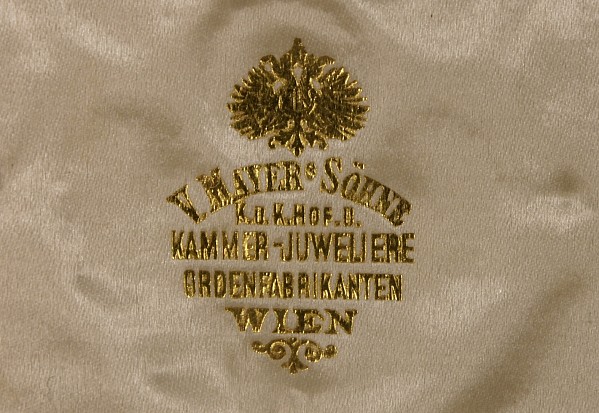 V. MAYER'S SÖHNE
K.U.K.HOF.U.
KAMMER-JUWELIERE
ORDENFABRIKANTEN
WIEN